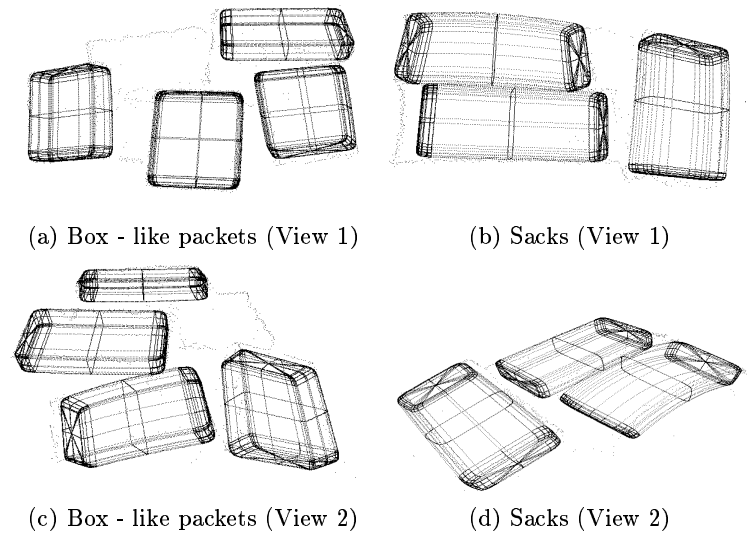 (a) Box - like packets (View 1)
(b) Sacks (View 1)
(c) Box - like packets (View 2)
(d) Sacks (View 2)